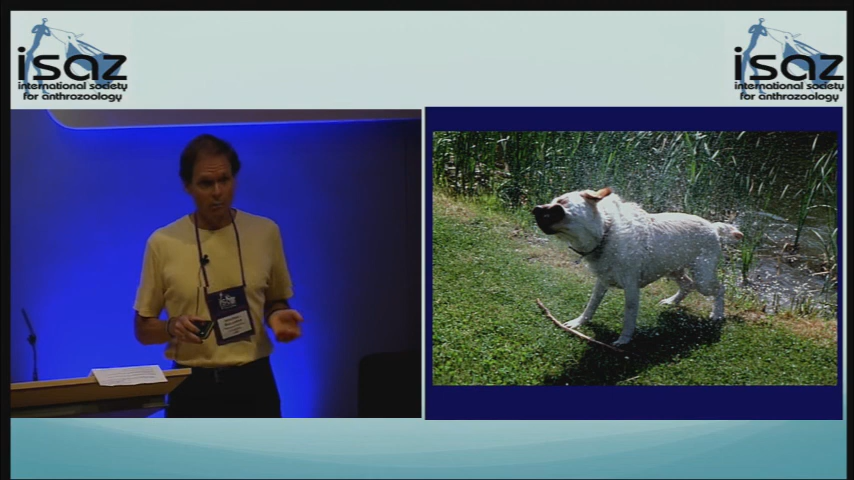 isaz
international society
for anthrozoology
isaz
international society
for anthrozoology